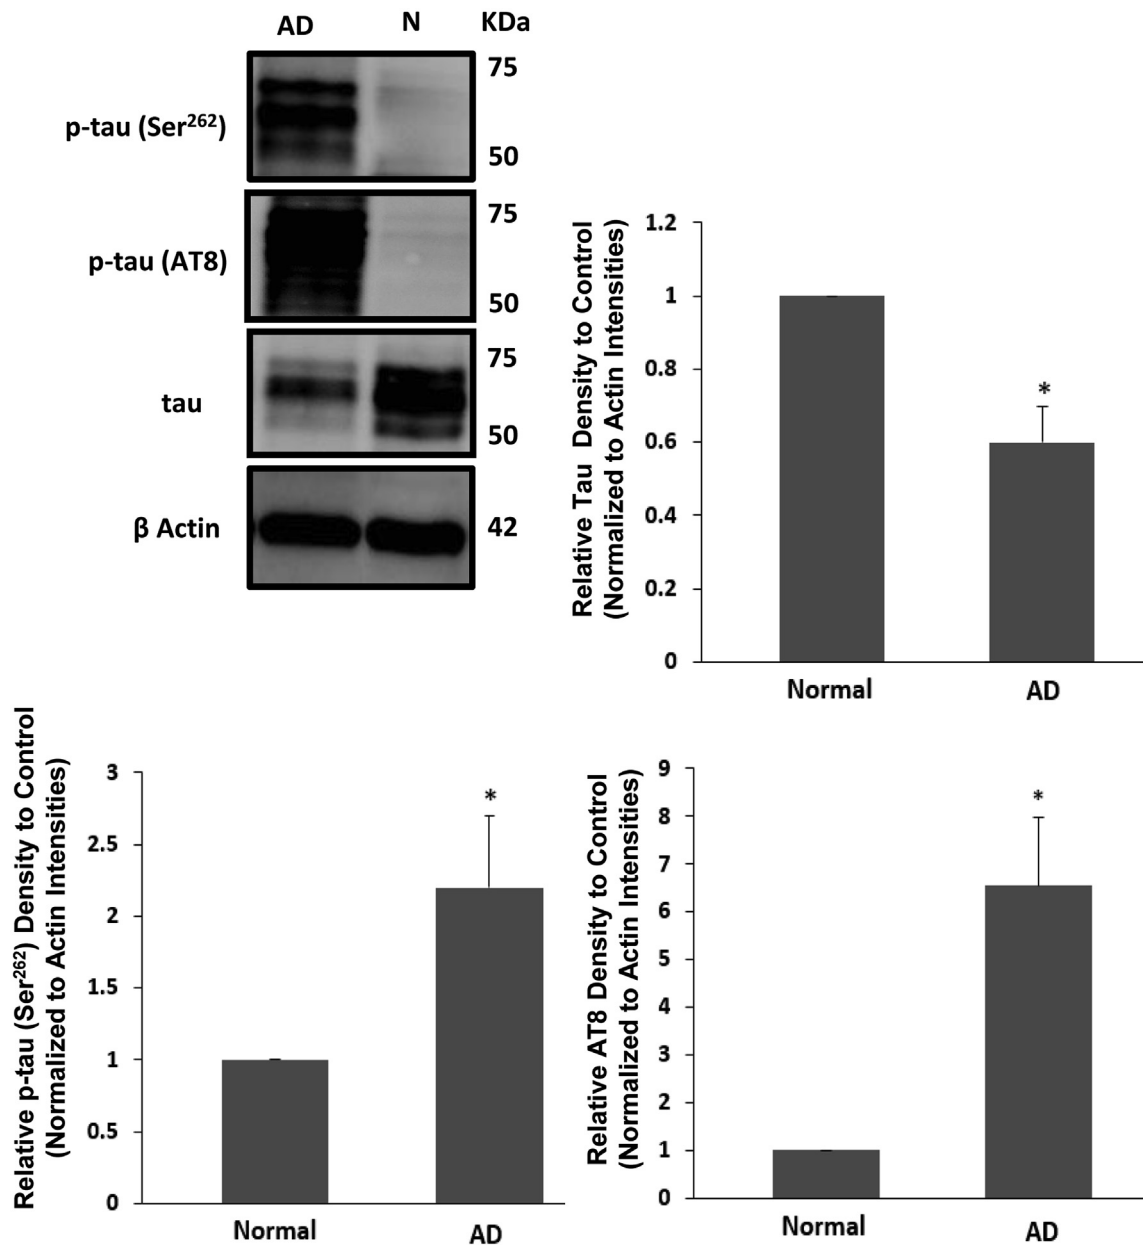 AD N KDa
p-tau (Ser²⁶²)
75
50
p-tau (AT8)
75
50
tau
75
50
β Actin
42
Relative Tau Density to Control
(Normalized to Actin Intensities)
1.2
1
0.8
0.6
0.4
0.2
0
*
Normal AD
Relative p-tau (Ser²⁶²) Density to Control
(Normalized to Actin Intensities)
3
2.5
2
1.5
1
0.5
0
*
Normal AD
Relative AT8 Density to Control
(Normalized to Actin Intensities)
9
8
7
6
5
4
3
2
1
0
*
Normal AD